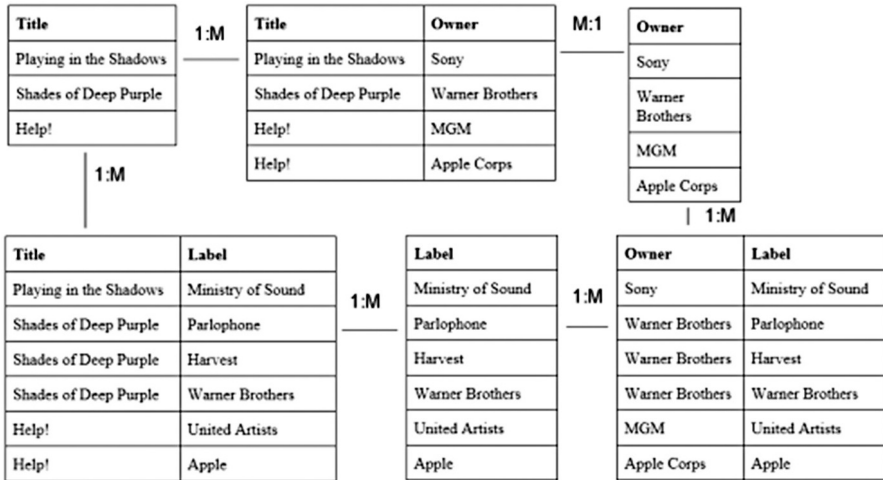 Title
Playing in the Shadows
Shades of Deep Purple
Help!
1:M
Title Owner
Playing in the Shadows Sony
Shades of Deep Purple Warner Brothers
Help! MGM
Help! Apple Corps
M:1
Owner
Sony
Warner
Brothers
MGM
Apple Corps
1:M
1:M
Title Label
Playing in the Shadows Ministry of Sound
Shades of Deep Purple Parlophone
Shades of Deep Purple Harvest
Shades of Deep Purple Warner Brothers
Help! United Artists
Help! Apple
1:M
Label
Ministry of Sound
Parlophone
Harvest
Warner Brothers
United Artists
Apple
1:M
Owner Label
Sony Ministry of Sound
Warner Brothers Parlophone
Warner Brothers Harvest
Warner Brothers Warner Brothers
MGM United Artists
Apple Corps Apple